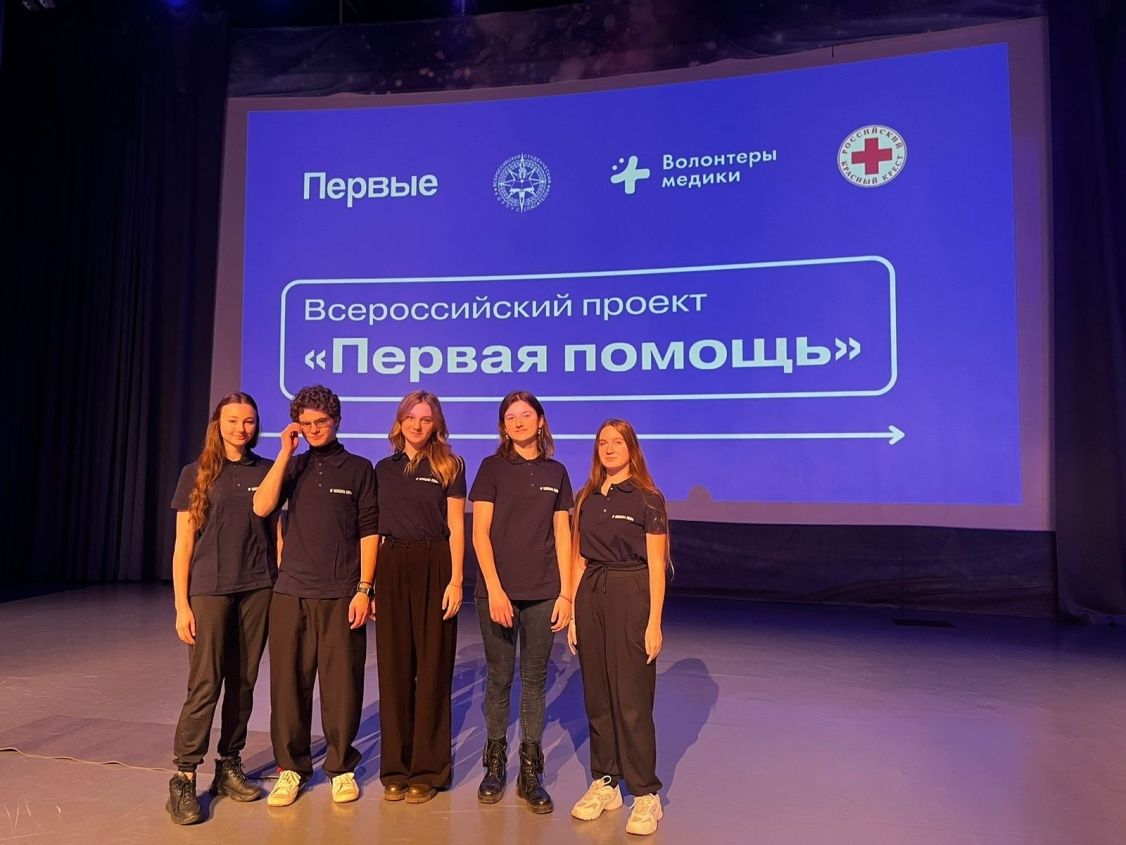 Первые
Волонтеры
медики
РОССИЙСКИЙ
КРАСНЫЙ КРЕСТ
Всероссийский проект
«Первая помощь»